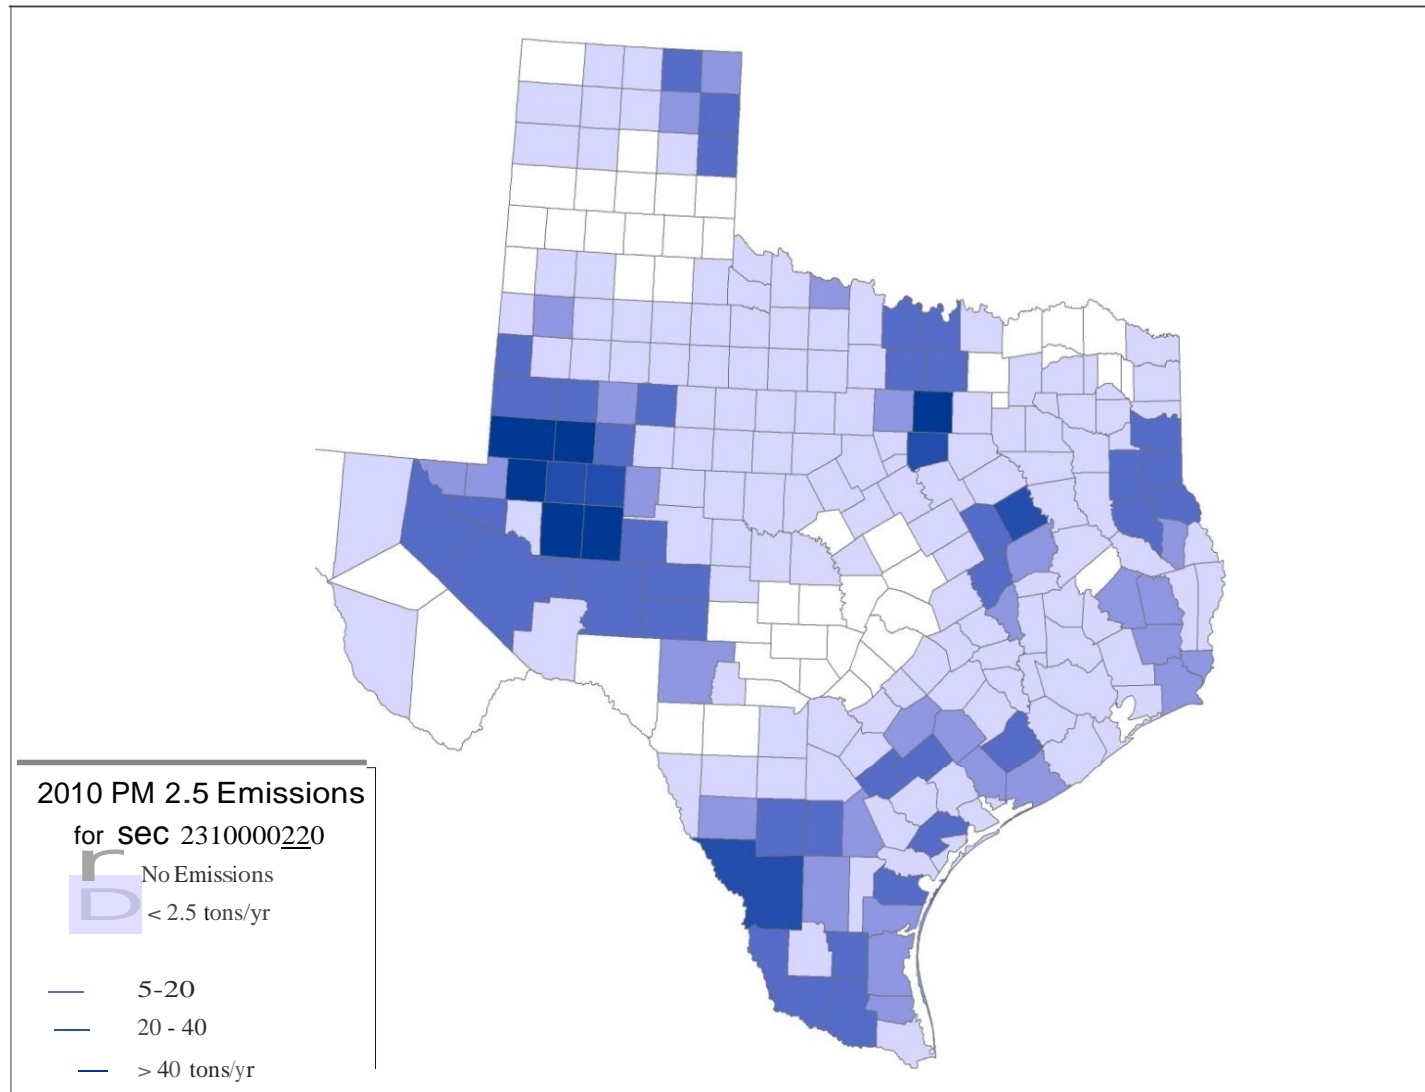 2010 PM 2.5 Emissions
for sec 2310000220
No Emissions
< 2.5 tons/yr
5-20
20 - 40
> 40 tons/yr